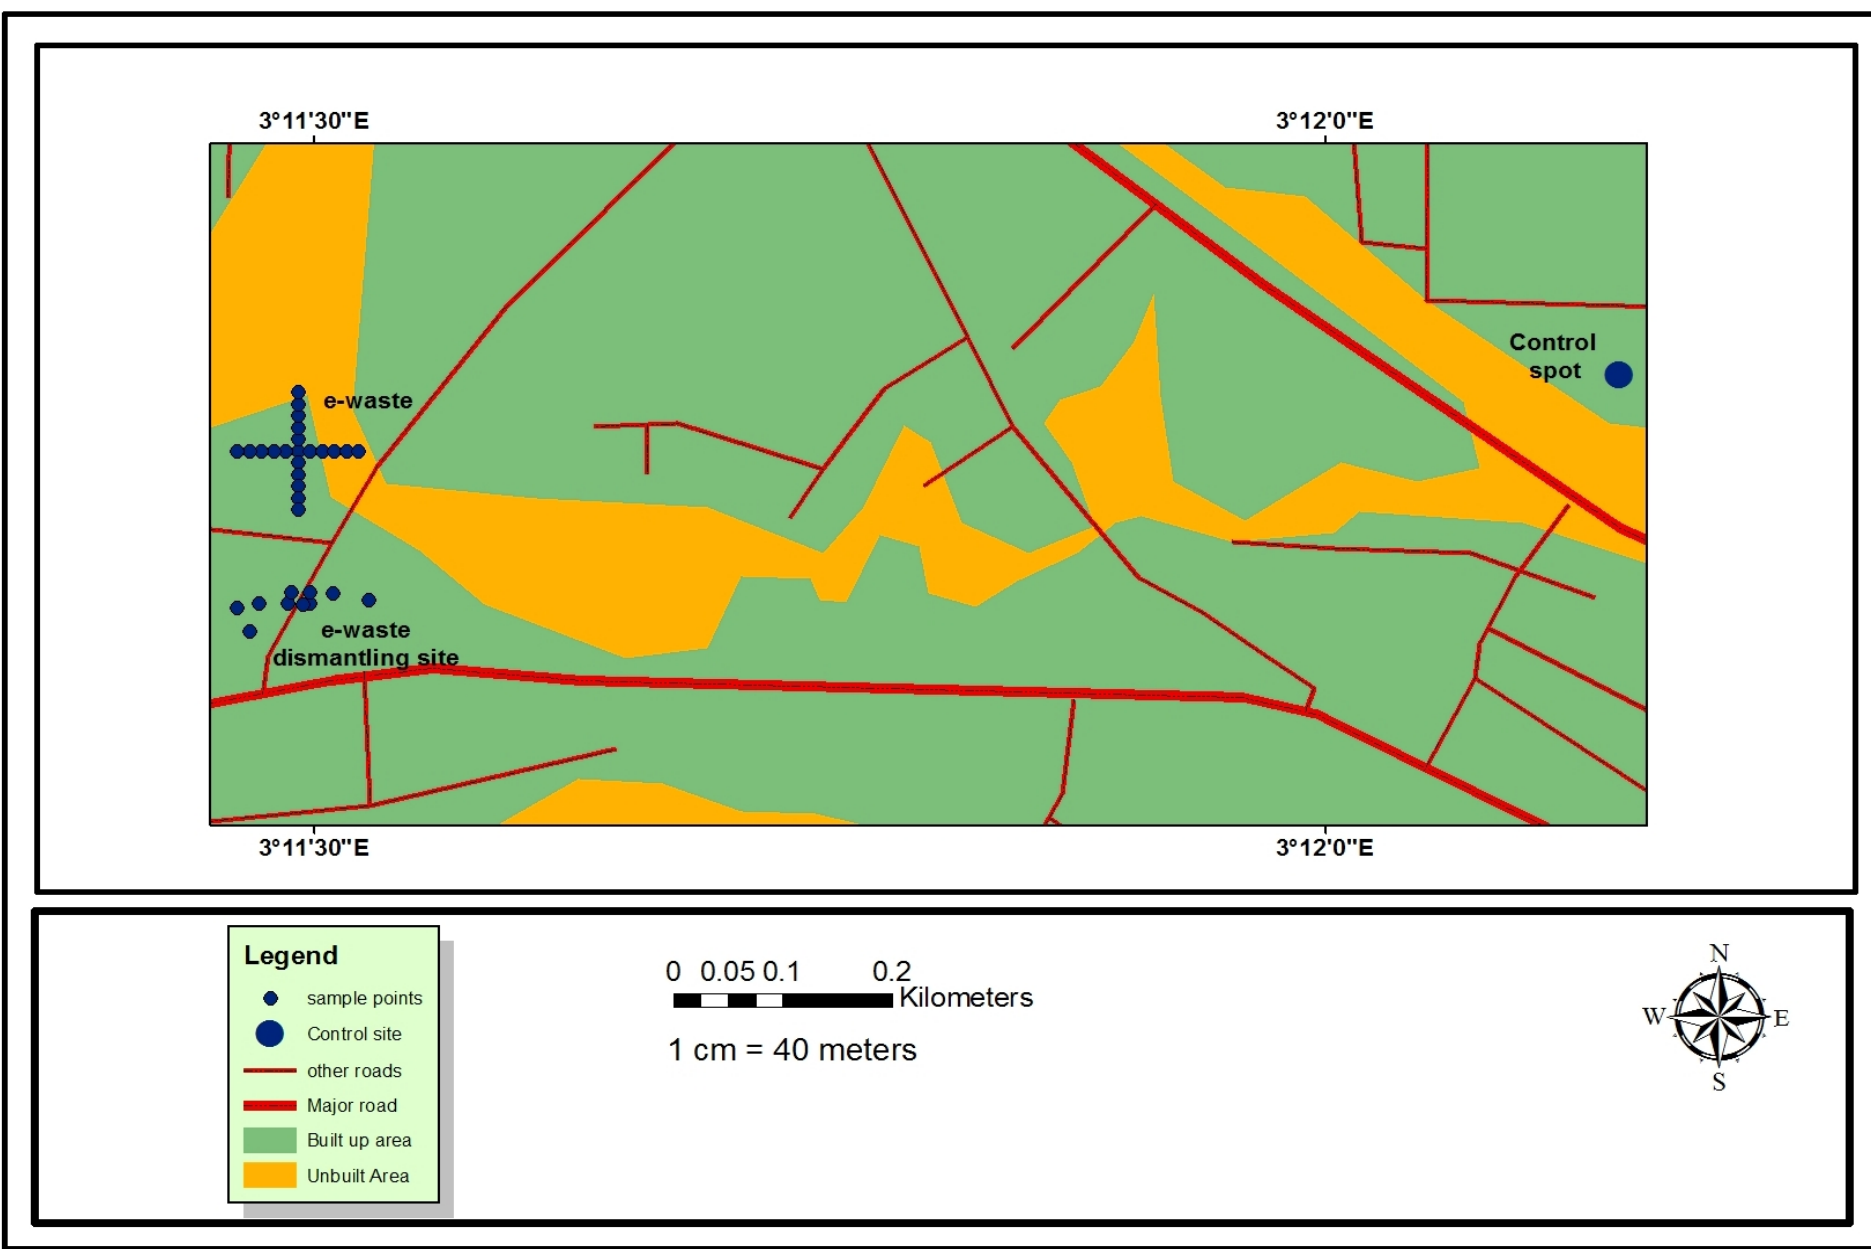 3°11'30"E 3°12'0"E
Control
spot
e-waste
e-waste
dismantling site
3°11'30"E 3°12'0"E
Legend
sample points
Control site
other roads
Major road
Built up area
Unbuilt Area
0 0.05 0.1 0.2
Kilometers
1 cm = 40 meters
N
W E
S